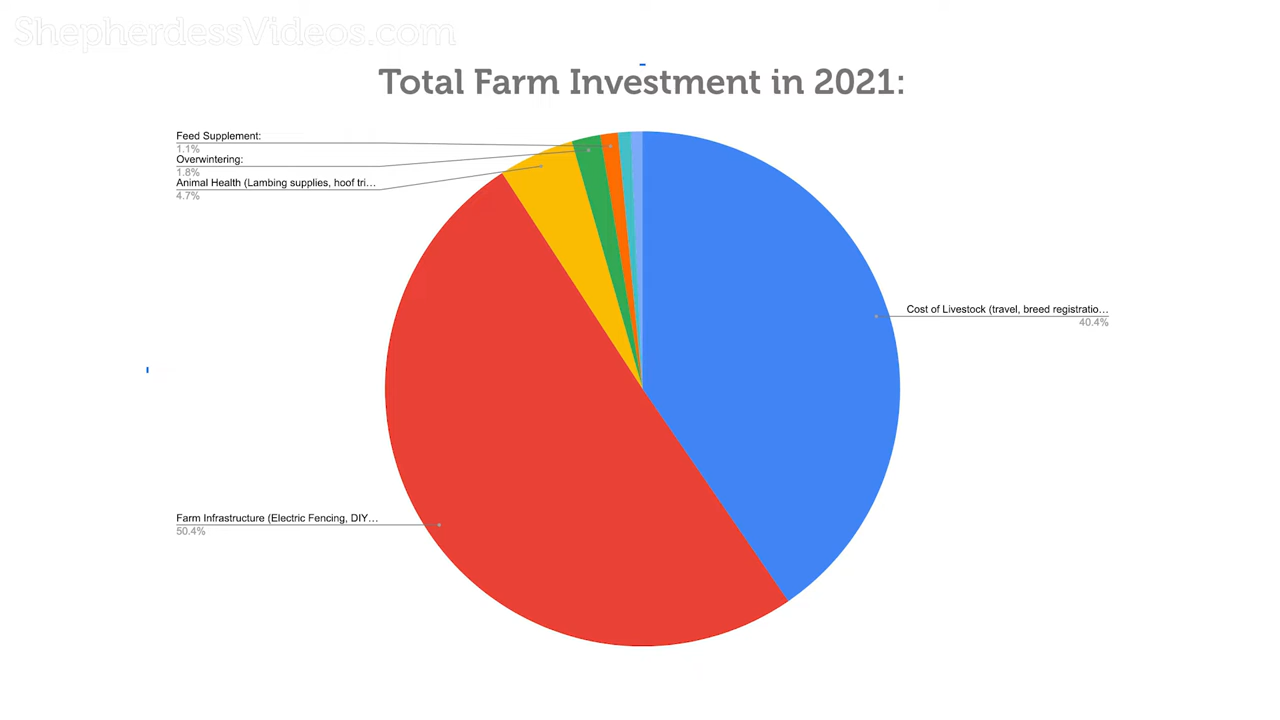 ShepherdessVideos.com
Total Farm Investment in 2021:
Feed Supplement:
1.1%
Overwintering:
1.8%
Animal Health (Lambing supplies, hoof tri…
4.7%
Cost of Livestock (travel, breed registratio…
40.4%
Farm Infrastructure (Electric Fencing, DIY…
50.4%